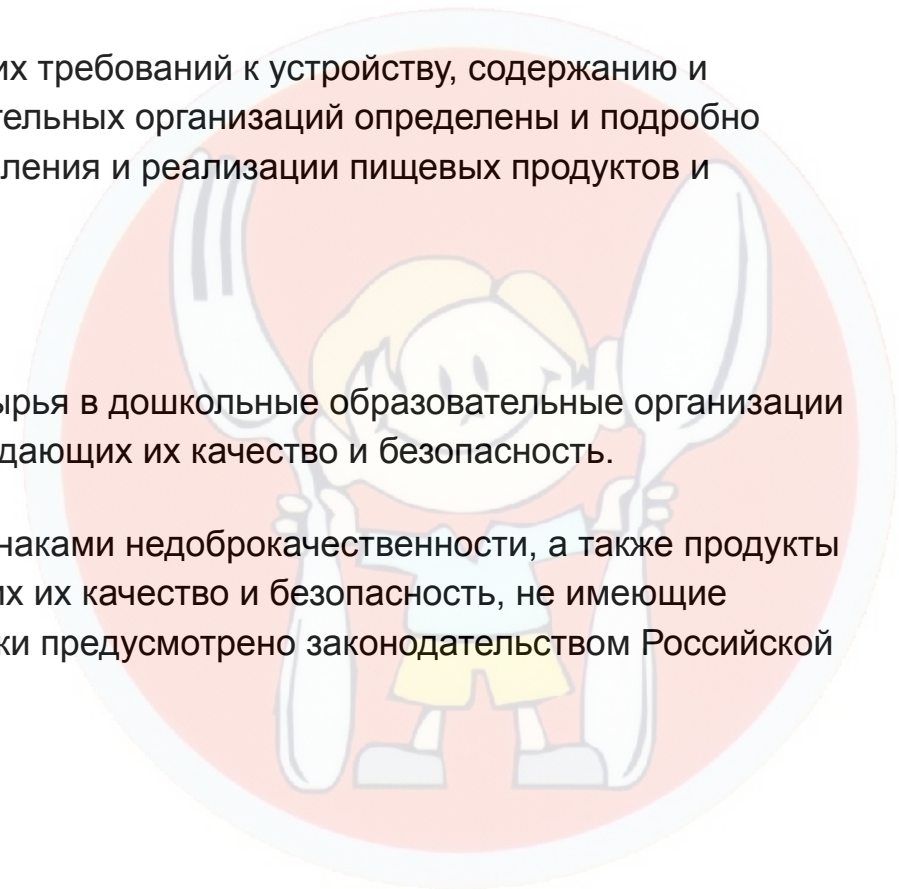 их требований к устройству, содержанию и
тельных организаций определены и подробно
ления и реализации пищевых продуктов и
ырья в дошкольные образовательные организации
дающих их качество и безопасность.
наками недоброкачественности, а также продукты
их их качество и безопасность, не имеющие
ки предусмотрено законодательством Российской